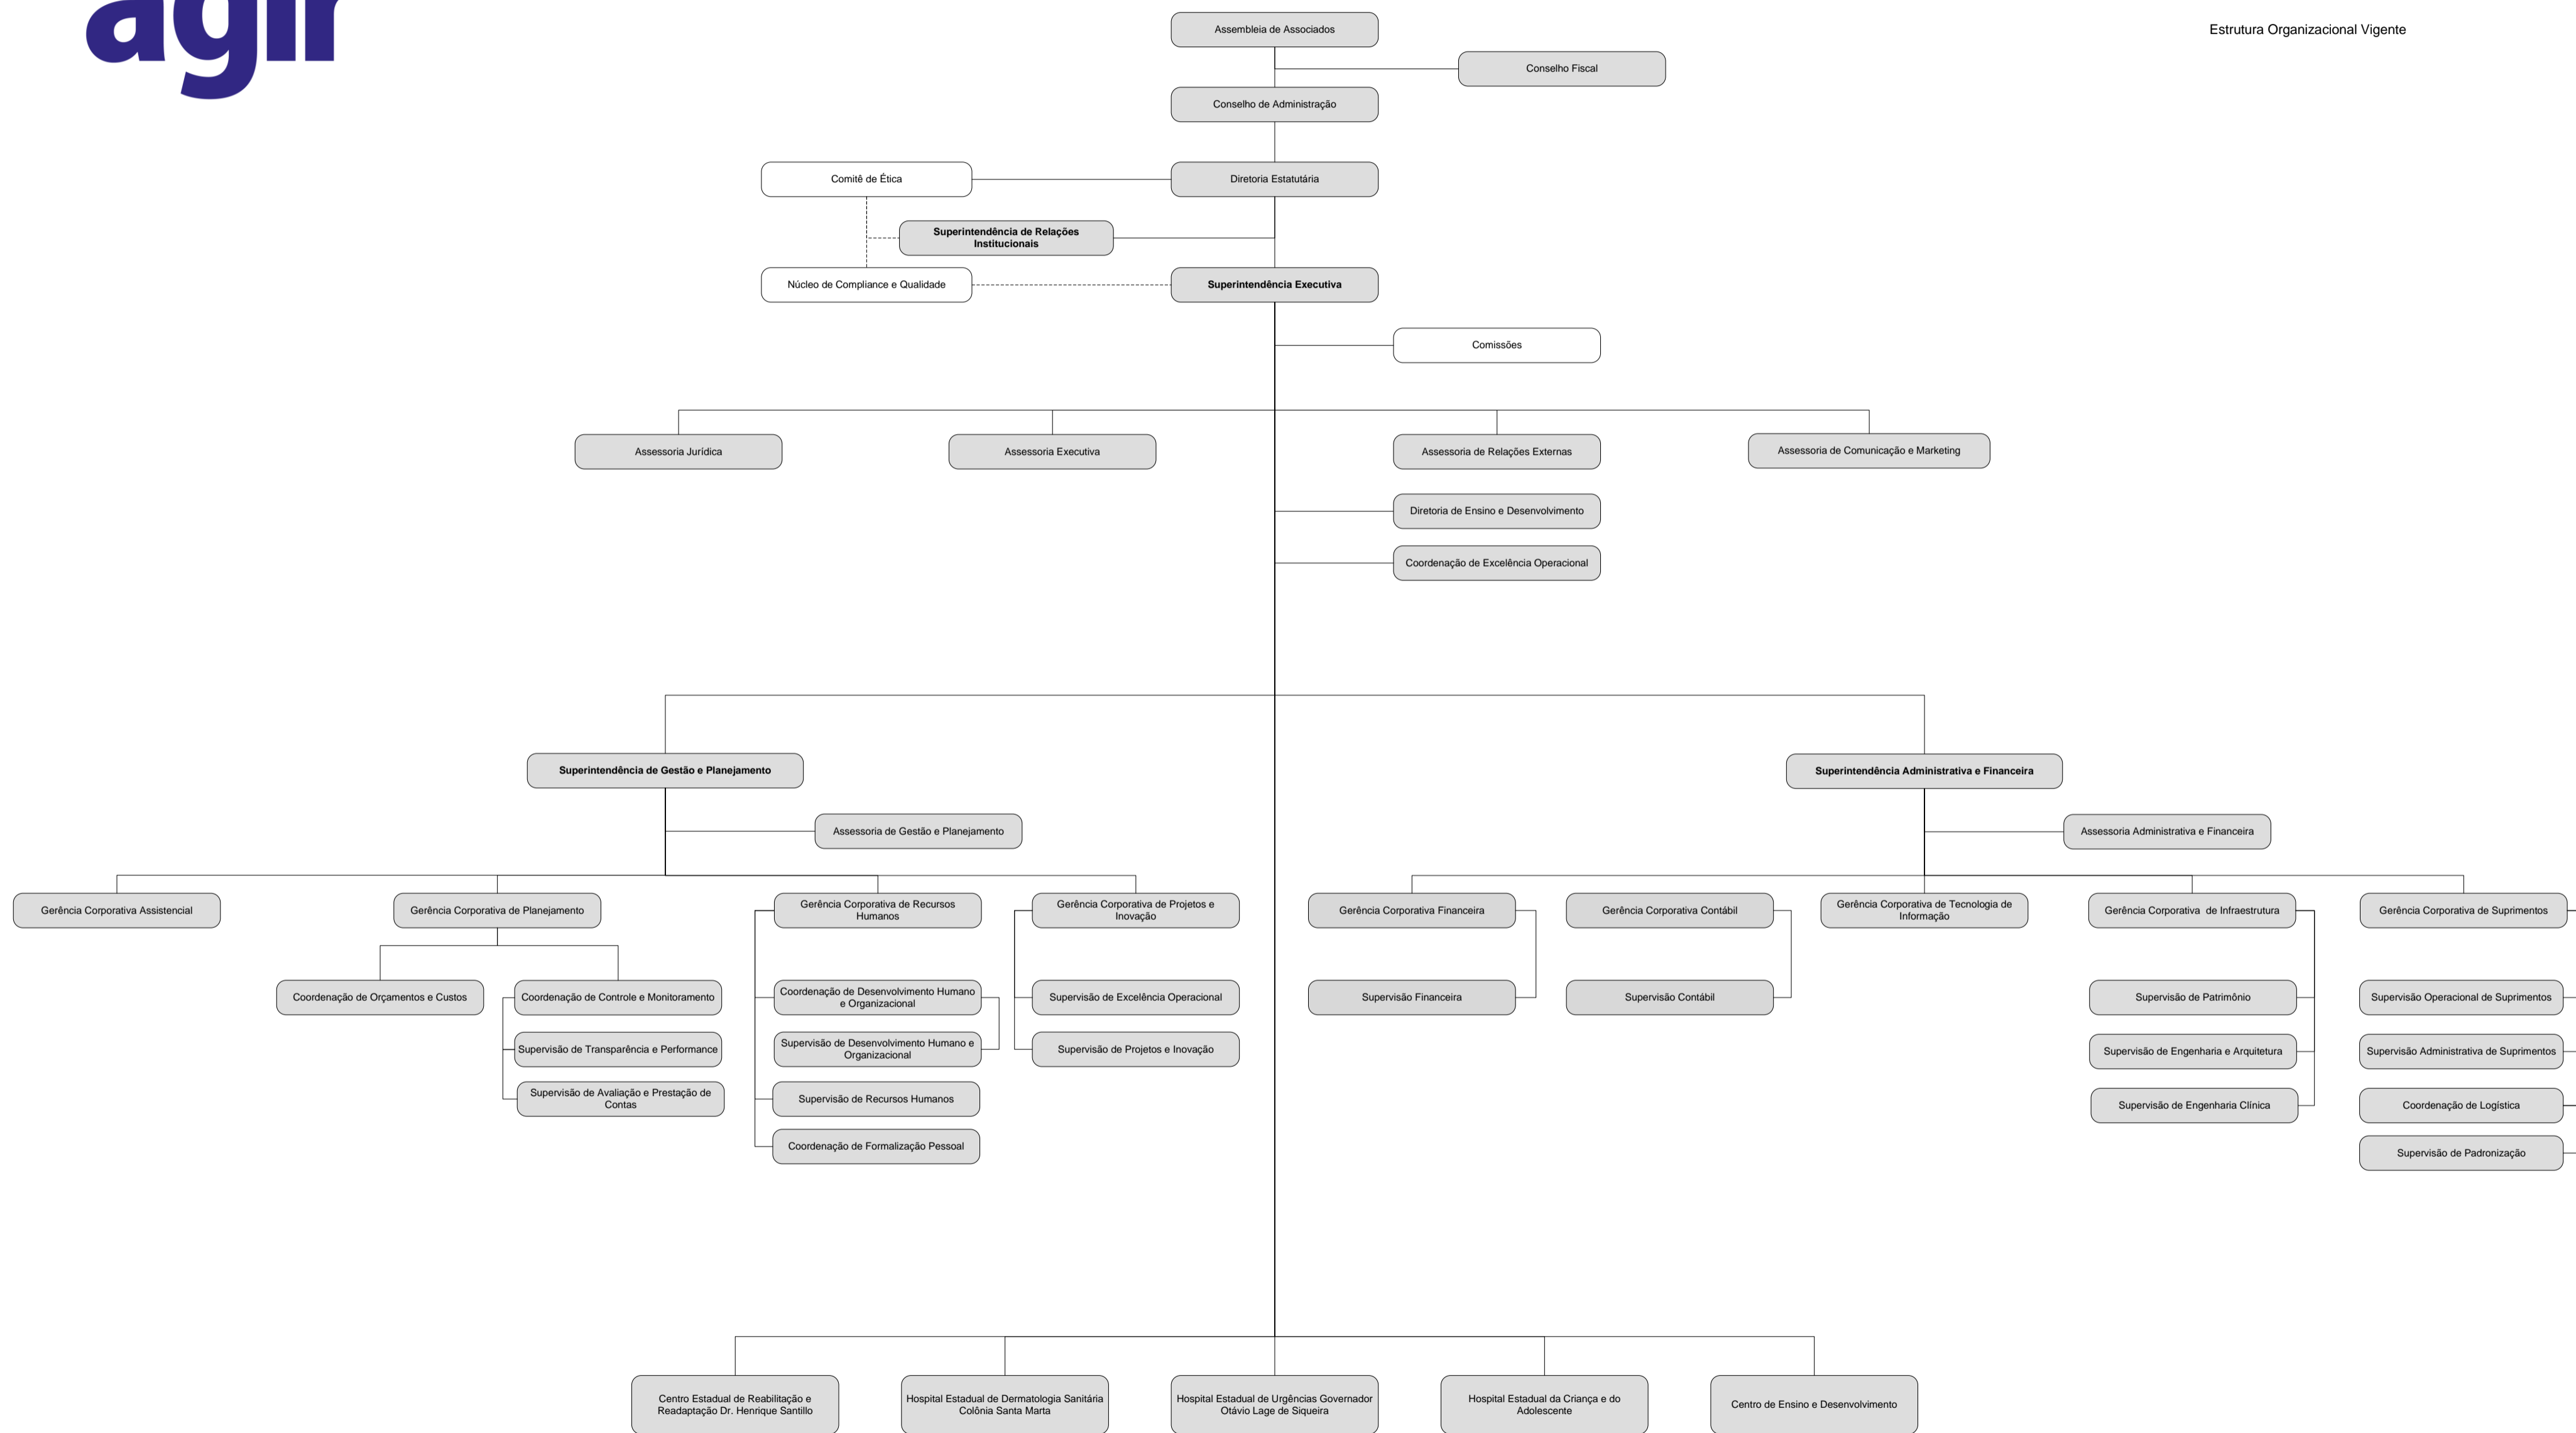 agir
Estrutura Organizacional Vigente
Assembleia de Associados
Conselho Fiscal
Conselho de Administração
Comitê de Ética
Diretoria Estatutária
Superintendência de Relações
Institucionais
Núcleo de Compliance e Qualidade
Superintendência Executiva
Comissões
Assessoria Jurídica
Assessoria Executiva
Assessoria de Relações Externas
Assessoria de Comunicação e Marketing
Diretoria de Ensino e Desenvolvimento
Coordenação de Excelência Operacional
Superintendência de Gestão e Planejamento
Superintendência Administrativa e Financeira
Assessoria de Gestão e Planejamento
Assessoria Administrativa e Financeira
Gerência Corporativa Assistencial
Gerência Corporativa de Planejamento
Gerência Corporativa de Recursos
Humanos
Gerência Corporativa de Projetos e
Inovação
Gerência Corporativa Financeira
Gerência Corporativa Contábil
Gerência Corporativa de Tecnologia de
Informação
Gerência Corporativa  de Infraestrutura
Gerência Corporativa de Suprimentos
Coordenação de Orçamentos e Custos
Coordenação de Controle e Monitoramento
Coordenação de Desenvolvimento Humano
e Organizacional
Supervisão de Excelência Operacional
Supervisão Financeira
Supervisão Contábil
Supervisão de Patrimônio
Supervisão Operacional de Suprimentos
Supervisão de Transparência e Performance
Supervisão de Desenvolvimento Humano e
Organizacional
Supervisão de Projetos e Inovação
Supervisão de Engenharia e Arquitetura
Supervisão Administrativa de Suprimentos
Supervisão de Avaliação e Prestação de
Contas
Supervisão de Recursos Humanos
Supervisão de Engenharia Clínica
Coordenação de Logística
Coordenação de Formalização Pessoal
Supervisão de Padronização
Centro Estadual de Reabilitação e
Readaptação Dr. Henrique Santillo
Hospital Estadual de Dermatologia Sanitária
Colônia Santa Marta
Hospital Estadual de Urgências Governador
Otávio Lage de Siqueira
Hospital Estadual da Criança e do
Adolescente
Centro de Ensino e Desenvolvimento